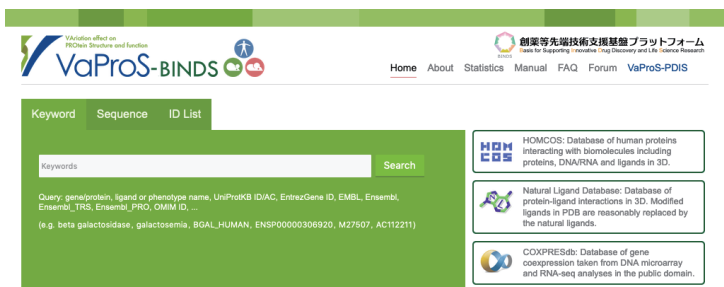 VAriation effect on
PROtein Structure and function
VaProS-BINDS
BINDS
創薬等先端技術支援基盤プラットフォーム
Basis for Supporting Innovative Drug Discovery and Life Science Research
Home About Statistics Manual FAQ Forum VaProS-PDIS
Keyword Sequence ID List
Keywords Search
Query: gene/protein, ligand or phenotype name, UniProtKB ID/AC, EntrezGene ID, EMBL, Ensembl,
Ensembl_TRS, Ensembl_PRO, OMIM ID, ...
(e.g. beta galactosidase, galactosemia, BGAL_HUMAN, ENSP00000306920, M27507, AC112211)
HOM
COS
HOMCOS: Database of human proteins
interacting with biomolecules including
proteins, DNA/RNA and ligands in 3D.
NLD
Natural Ligand Database: Database of
protein-ligand interactions in 3D. Modified
ligands in PDB are reasonably replaced by
the natural ligands.
COXPRESdb: Database of gene
coexpression taken from DNA microarray
and RNA-seq analyses in the public domain.